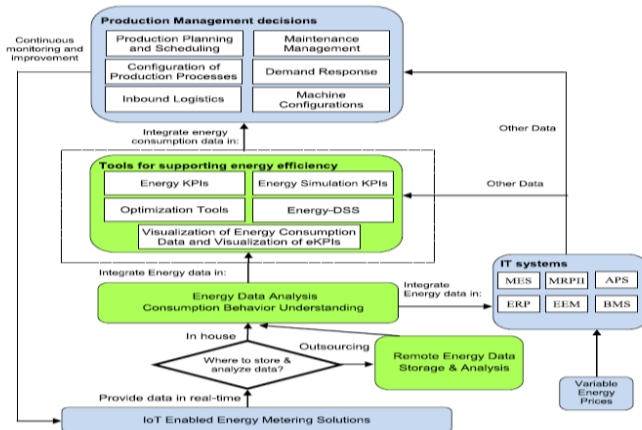 Production Management decisions
Continuous
monitoring and
improvement
Production Planning
and Scheduling
Maintenance
Management
Configuration of
Production Processes
Demand Response
Inbound Logistics
Machine
Configurations
Integrate energy
consumption data in:
Other Data
Tools for supporting energy efficiency
Energy KPIs
Energy Simulation KPIs
Other Data
Optimization Tools
Energy-DSS
Visualization of Energy Consumption
Data and Visualization of eKPIs
Integrate Energy data in:
IT systems
MES
MRPII
APS
ERP
EEM
BMS
Energy Data Analysis
Consumption Behavior Understanding
Integrate
Energy data in:
In house
Outsourcing
Where to store &
analyze data?
Remote Energy Data
Storage & Analysis
Variable
Energy
Prices
Provide data in real-time
IoT Enabled Energy Metering Solutions